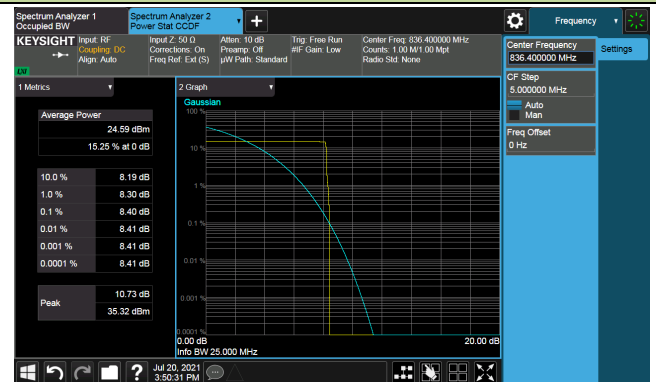 Spectrum Analyzer 1
Occupied BW
Spectrum Analyzer 2
Power Stat CCDF
Frequency
KEYSIGHT
Input: RF
Coupling: DC
Align: Auto
Input Z: 50 Ω
Corrections: On
Freq Ref: Ext (S)
Atten: 10 dB
Preamp: Off
µW Path: Standard
Trig: Free Run
#IF Gain: Low
Center Freq: 836.400000 MHz
Counts: 1.00 M/1.00 Mpt
Radio Std: None
LXI
Center Frequency
836.400000 MHz
Settings
CF Step
5.000000 MHz
Auto
Man
Freq Offset
0 Hz
1 Metrics
2 Graph
Gaussian
Average Power
24.59 dBm
15.25 % at 0 dB
10.0 % 8.19 dB
1.0 % 8.30 dB
0.1 % 8.40 dB
0.01 % 8.41 dB
0.001 % 8.41 dB
0.0001 % 8.41 dB
Peak
10.73 dB
35.32 dBm
100 %
10 %
1 %
0.1 %
0.001 %
0.0001 %
0.00 dB
20.00 dB
Info BW 25.000 MHz
?
Jul 20, 2021
3:50:31 PM